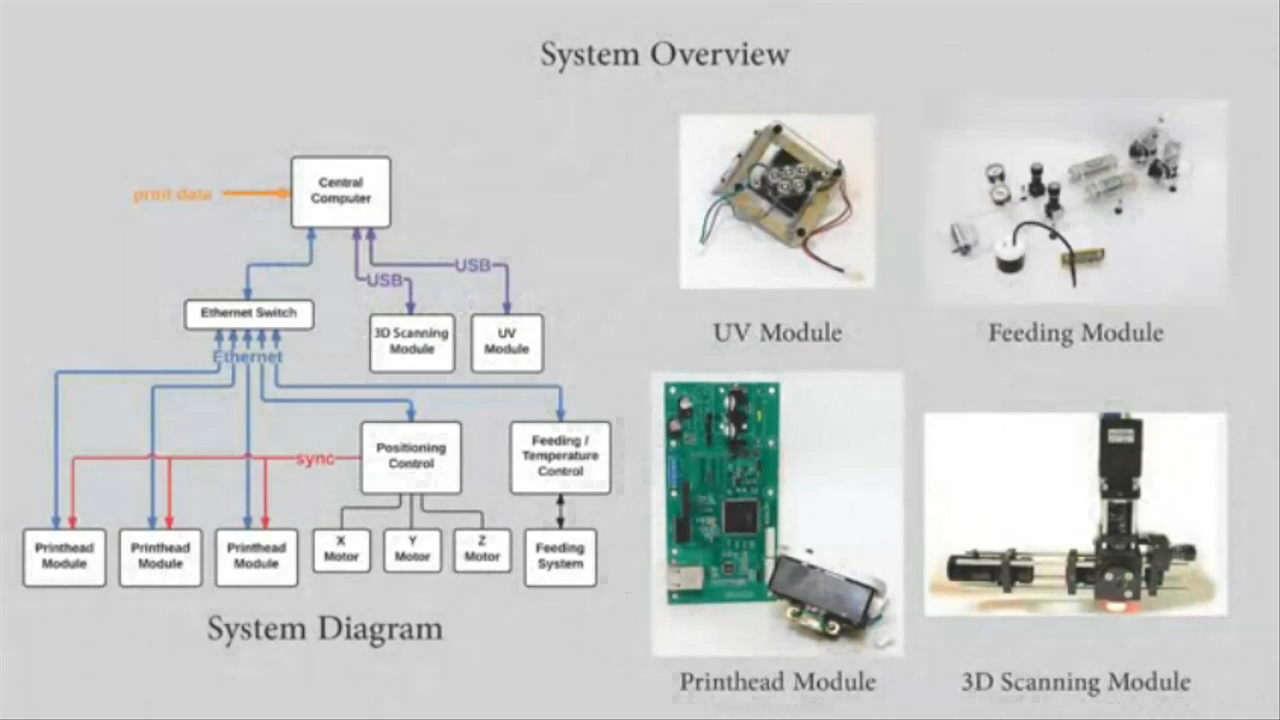 System Overview
print data
Central
Computer
USB
USB
Ethernet Switch
3D Scanning
Module
UV
Module
Ethernet
sync
Positioning
Control
Feeding /
Temperature
Control
Printhead
Module
Printhead
Module
Printhead
Module
X
Motor
Y
Motor
Z
Motor
Feeding
System
System Diagram
UV Module
Feeding Module
Printhead Module
3D Scanning Module